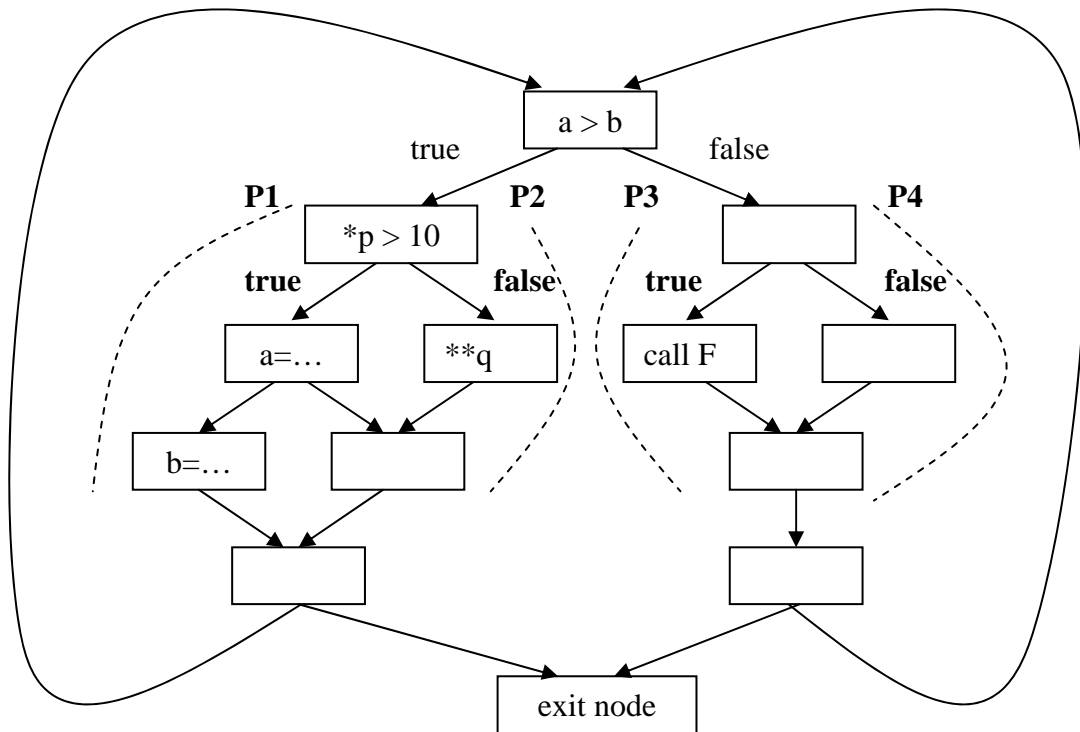 a > b
true
false
P1
P2
P3
P4
*p > 10
true
false
true
false
a=…
**q
call F
b=…
exit node